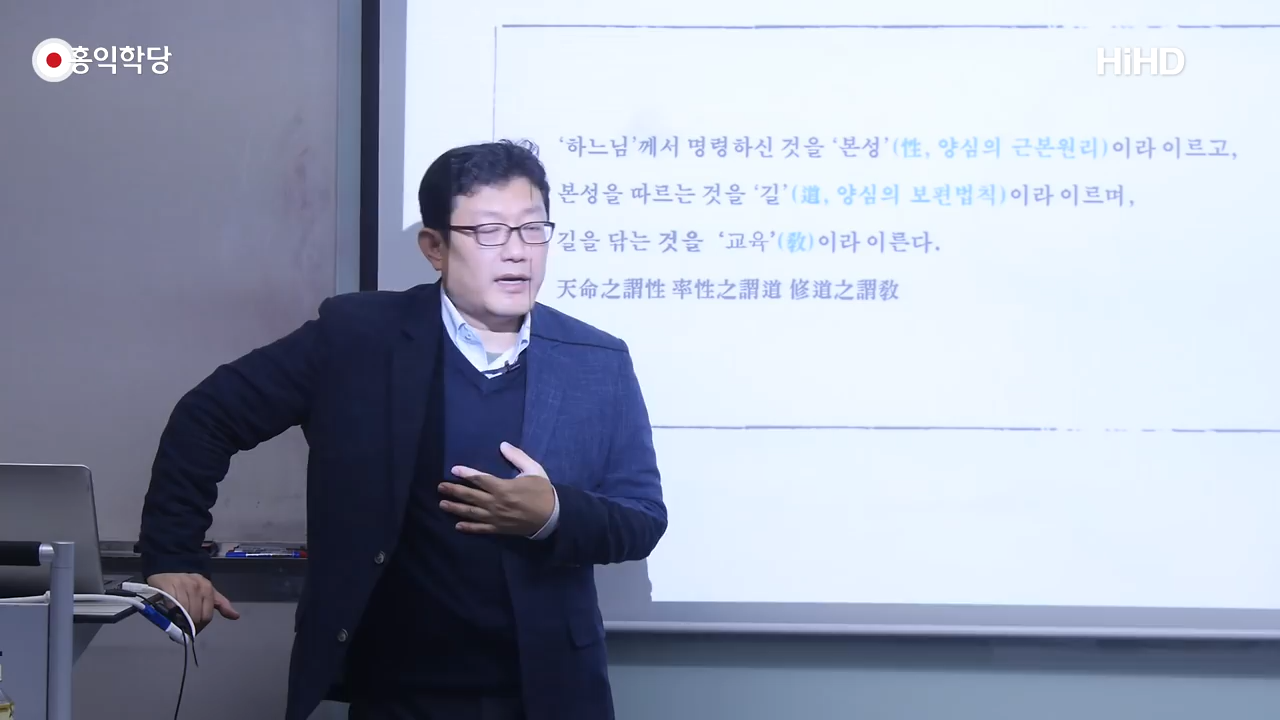 홍익학당
HiHD
‘하느님’께서 명령하신 것을 ‘본성’(性, 양심의 근본원리)이라 이르고,
본성을 따르는 것을 ‘길’(道, 양심의 보편법칙)이라 이르며,
길을 닦는 것을 ‘교육’(敎)이라 이른다.
天命之謂性 率性之謂道 修道之謂敎